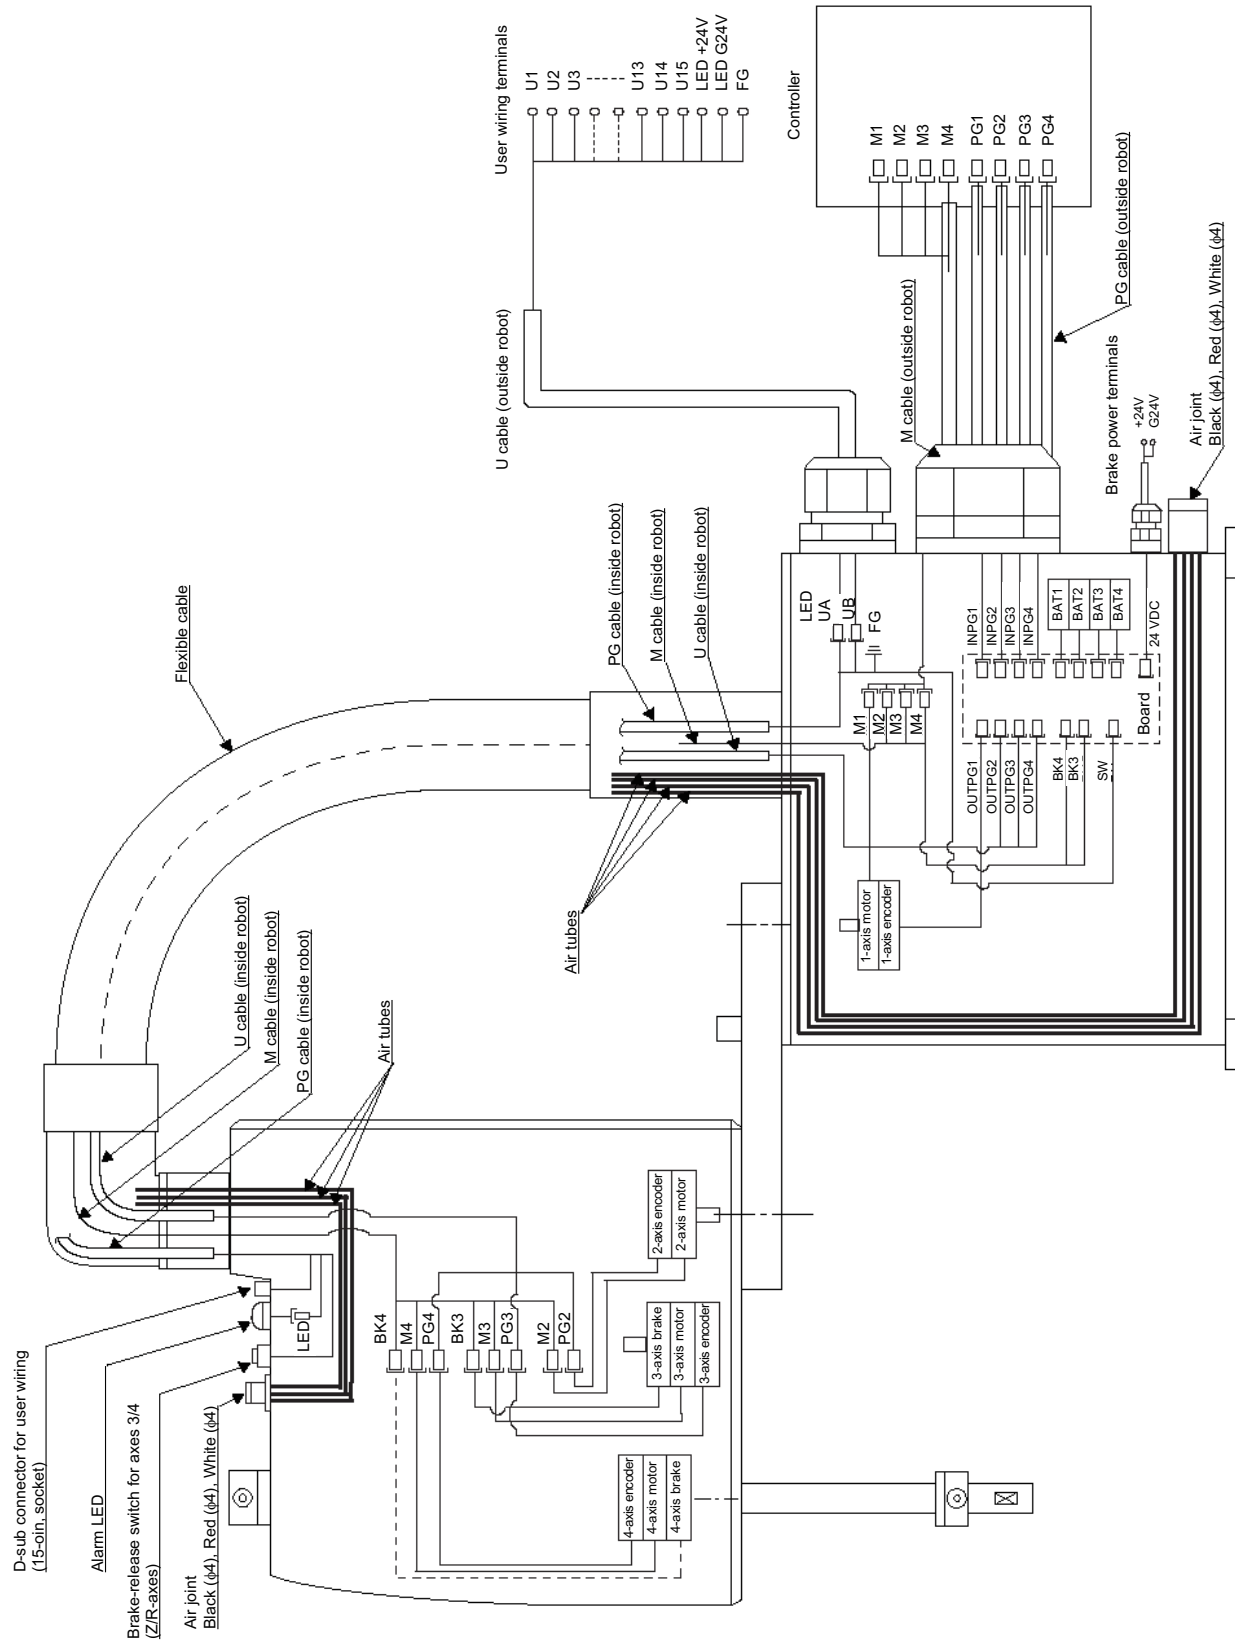 User wiring terminals
U1
U2
U3
U13
U14
U15
LED +24V
LED G24V
FG
Controller
M1
M2
M3
M4
PG1
PG2
PG3
PG4
U cable (outside robot)
M cable (outside robot)
PG cable (outside robot)
Brake power terminals
+24V
G24V
Air joint
Black (ϕ4), Red (ϕ4), White (ϕ4)
Flexible cable
PG cable (inside robot)
M cable (inside robot)
U cable (inside robot)
LED
UA
UB
FG
M1
M2
M3
M4
INPG1
INPG2
INPG3
INPG4
BAT1
BAT2
BAT3
BAT4
24 VDC
Board
OUTPG1
OUTPG2
OUTPG3
OUTPG4
BK4
BK3
SW
1-axis motor
1-axis encoder
Air tubes
U cable (inside robot)
M cable (inside robot)
PG cable (inside robot)
Air tubes
D-sub connector for user wiring
(15-oin, socket)
Alarm LED
Brake-release switch for axes 3/4
(Z/R-axes)
Air joint
Black (ϕ4), Red (ϕ4), White (ϕ4)
LED
BK4
M4
PG4
BK3
M3
PG3
M2
PG2
2-axis encoder
2-axis motor
3-axis brake
3-axis motor
3-axis encoder
4-axis encoder
4-axis motor
4-axis brake